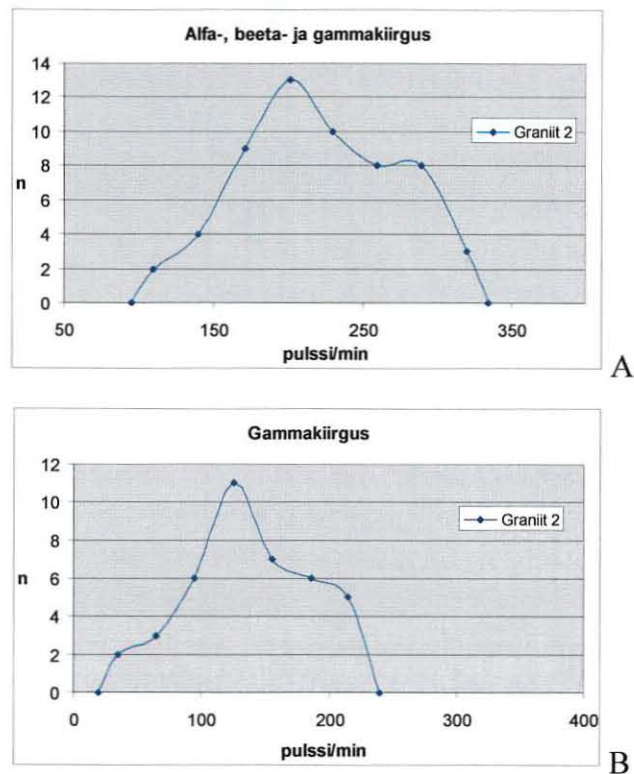 Alfa-, beeta- ja gammakiirgus
14
12
10
8
6
4
2
0
n
Graniit 2
50 150 250 350
pulssi/min
A
Gammakiirgus
12
10
8
6
4
2
0
n
Graniit 2
0 100 200 300 400
pulssi/min
B